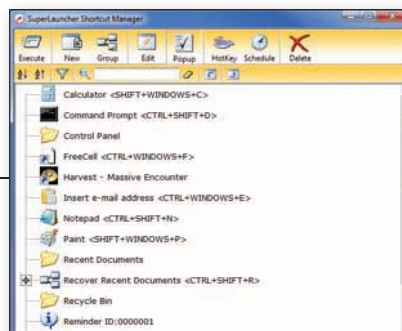 SuperLauncher Shortcut Manager
Execute New Group Edit Popup HotKey Schedule Delete
Calculator <SHIFT+WINDOWS+C>
Command Prompt <CTRL+SHIFT+D>
Control Panel
FreeCell <CTRL+WINDOWS+F>
Harvest - Massive Encounter
Insert e-mail address <CTRL+WINDOWS+E>
Notepad <CTRL+SHIFT+N>
Paint <SHIFT+WINDOWS+P>
Recent Documents
Recover Recent Documents <CTRL+SHIFT+R>
Recycle Bin
Reminder ID:0000001